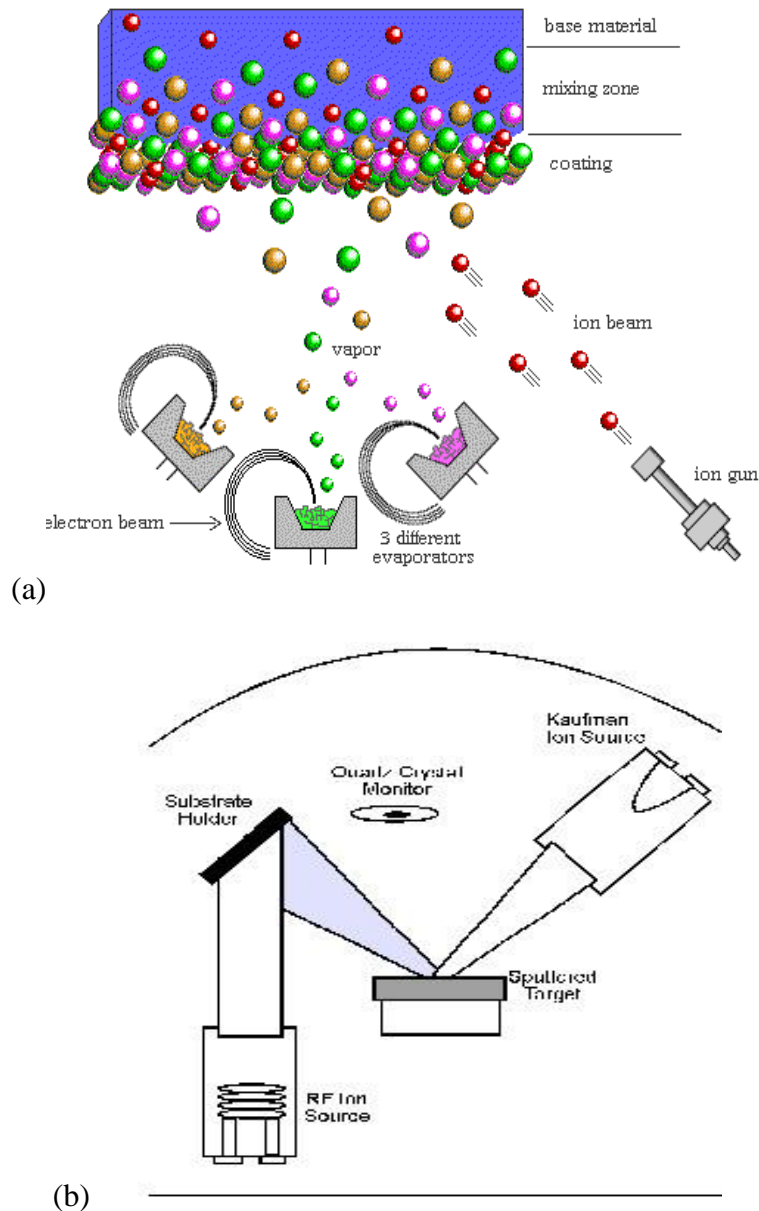 base material
mixing zone
coating
ion beam
vapor
ion gun
electron beam
3 different
evaporators
(a)
Kaufman
Ion Source
Quartz Crystal
Monitor
Substrate
Holder
Sputtered
Target
RF Ion
Source
(b)